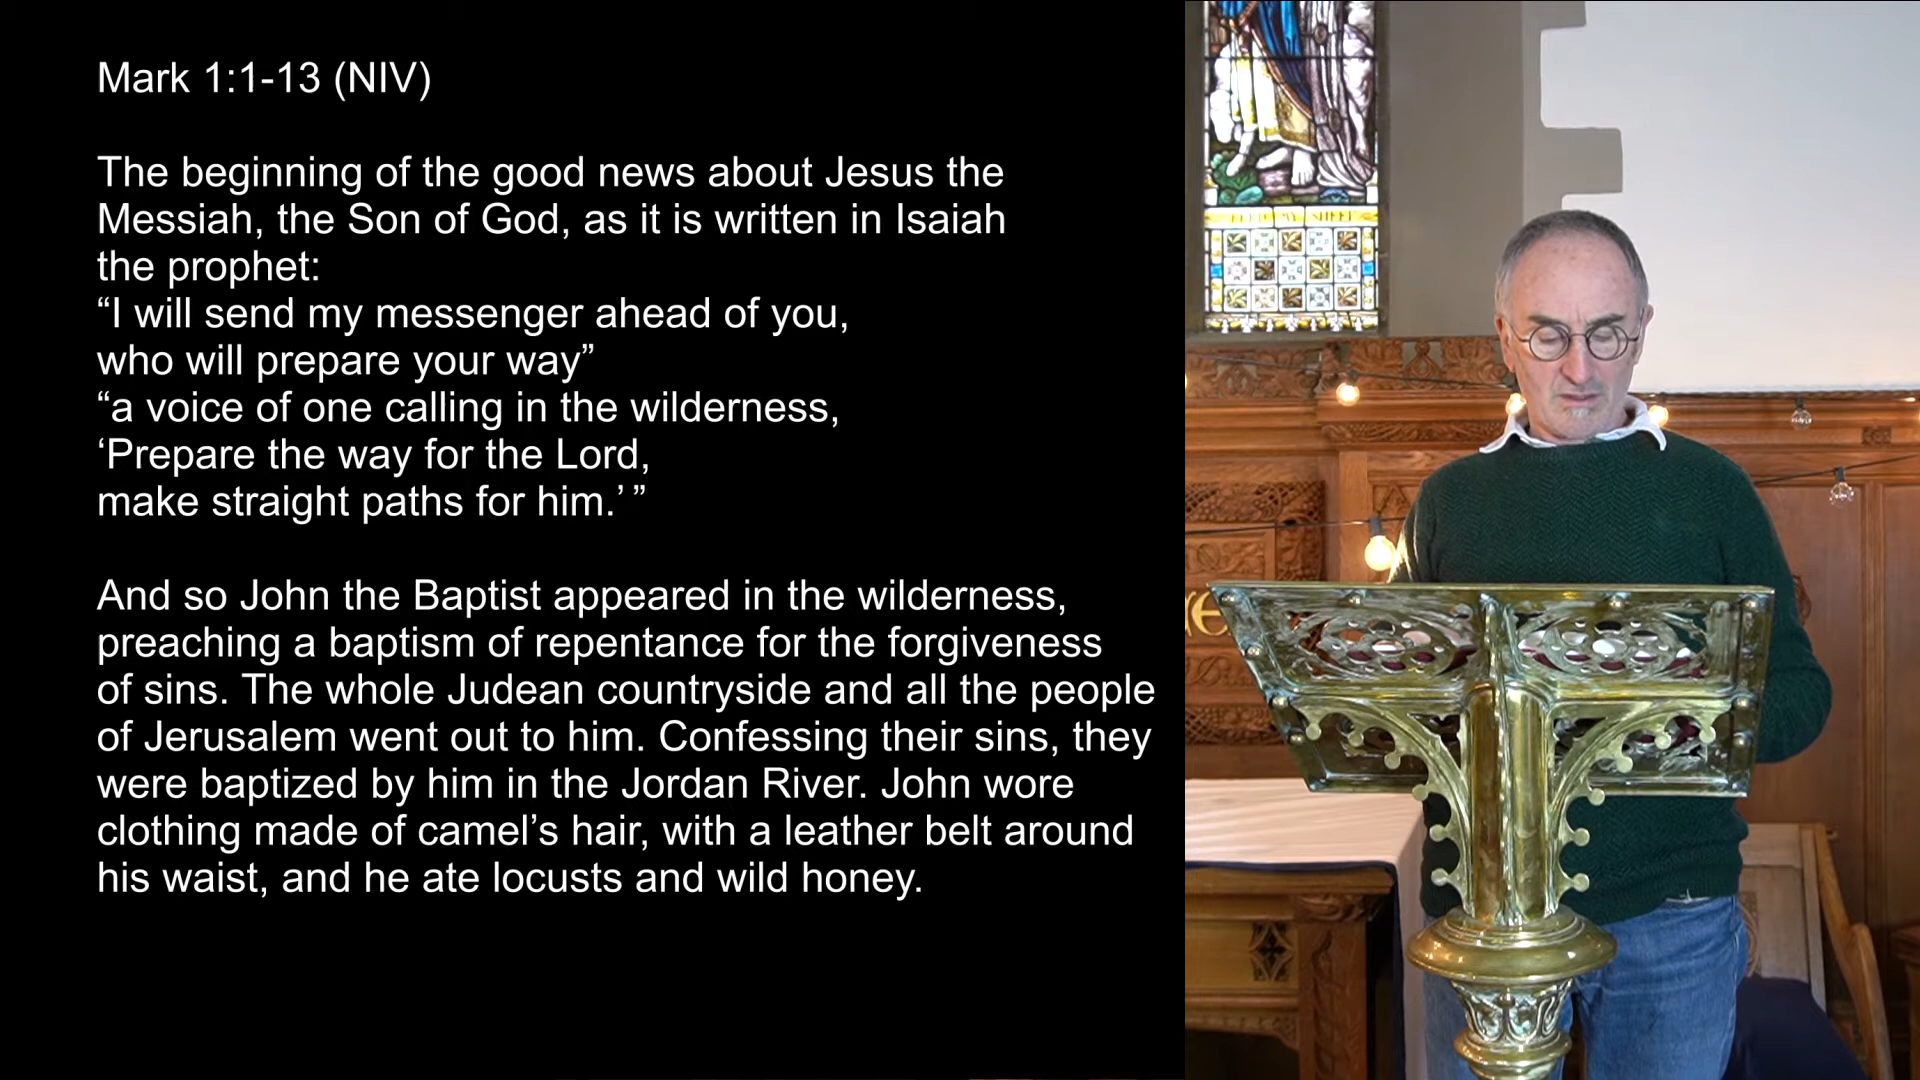 Mark 1:1-13 (NIV)
The beginning of the good news about Jesus the
Messiah, the Son of God, as it is written in Isaiah
the prophet:
“I will send my messenger ahead of you,
who will prepare your way”
“a voice of one calling in the wilderness,
‘Prepare the way for the Lord,
make straight paths for him.’ ”
And so John the Baptist appeared in the wilderness,
preaching a baptism of repentance for the forgiveness
of sins. The whole Judean countryside and all the people
of Jerusalem went out to him. Confessing their sins, they
were baptized by him in the Jordan River. John wore
clothing made of camel’s hair, with a leather belt around
his waist, and he ate locusts and wild honey.
FEED MY SHEEP